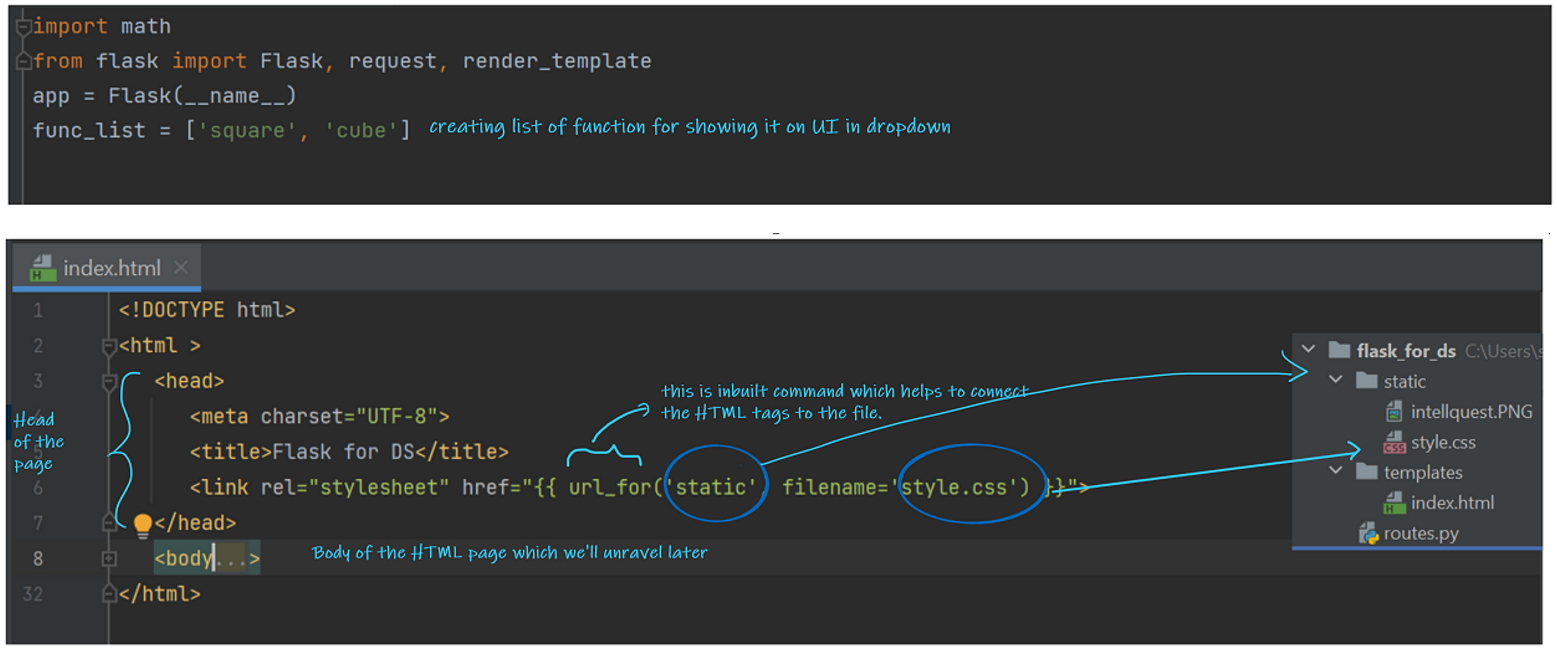 import math
from flask import Flask, request, render_template
app = Flask(__name__)
func_list = ['square', 'cube'] creating list of function for showing it on UI in dropdown
index.html
1 <!DOCTYPE html>
2 <html >
3 <head>
<meta charset="UTF-8">
<title>Flask for DS</title>
6 <link rel="stylesheet" href="{{ url_for('static', filename='style.css') }}">
7 </head>
8 <body...>
32 </html>
Head
of the
page
this is inbuilt command which helps to connect
the HTML tags to the file.
Body of the HTML page which we'll unravel later
flask_for_ds C:\Users\s
static
intellquest.PNG
style.css
templates
index.html
routes.py